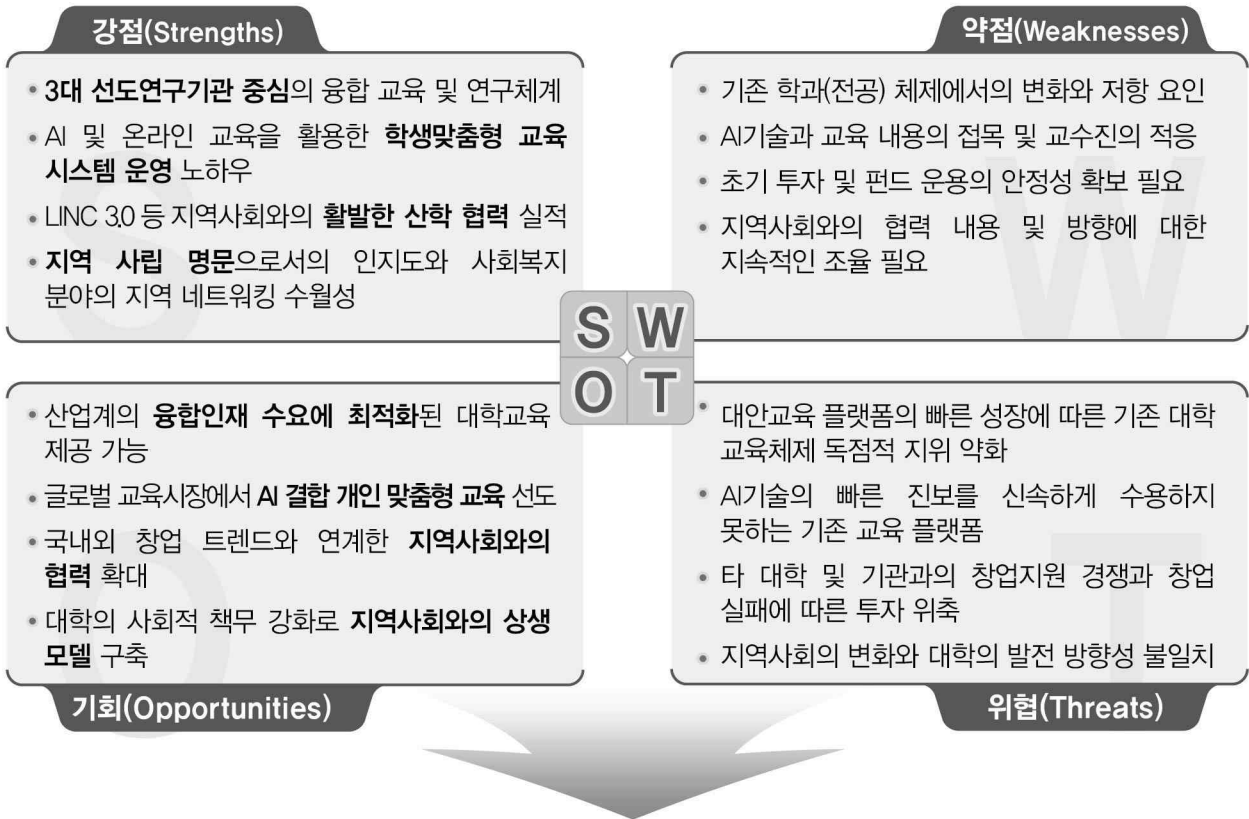 강점(Strengths)
• 3대 선도연구기관 중심의 융합 교육 및 연구체계
• AI 및 온라인 교육을 활용한 학생맞춤형 교육
시스템 운영 노하우
• LINC 3.0 등 지역사회와의 활발한 산학 협력 실적
• 지역 사립 명문으로서의 인지도와 사회복지
분야의 지역 네트워킹 수월성
약점(Weaknesses)
• 기존 학과(전공) 체제에서의 변화와 저항 요인
• AI기술과 교육 내용의 접목 및 교수진의 적응
• 초기 투자 및 펀드 운용의 안정성 확보 필요
• 지역사회와의 협력 내용 및 방향에 대한
지속적인 조율 필요
S W
O T
• 산업계의 융합인재 수요에 최적화된 대학교육
제공 가능
• 글로벌 교육시장에서 AI 결합 개인 맞춤형 교육 선도
• 국내외 창업 트렌드와 연계한 지역사회와의
협력 확대
• 대학의 사회적 책무 강화로 지역사회와의 상생
모델 구축
기회(Opportunities)
• 대안교육 플랫폼의 빠른 성장에 따른 기존 대학
교육체제 독점적 지위 약화
• AI기술의 빠른 진보를 신속하게 수용하지
못하는 기존 교육 플랫폼
• 타 대학 및 기관과의 창업지원 경쟁과 창업
실패에 따른 투자 위축
• 지역사회의 변화와 대학의 발전 방향성 불일치
위협(Threats)
S
W
O
T